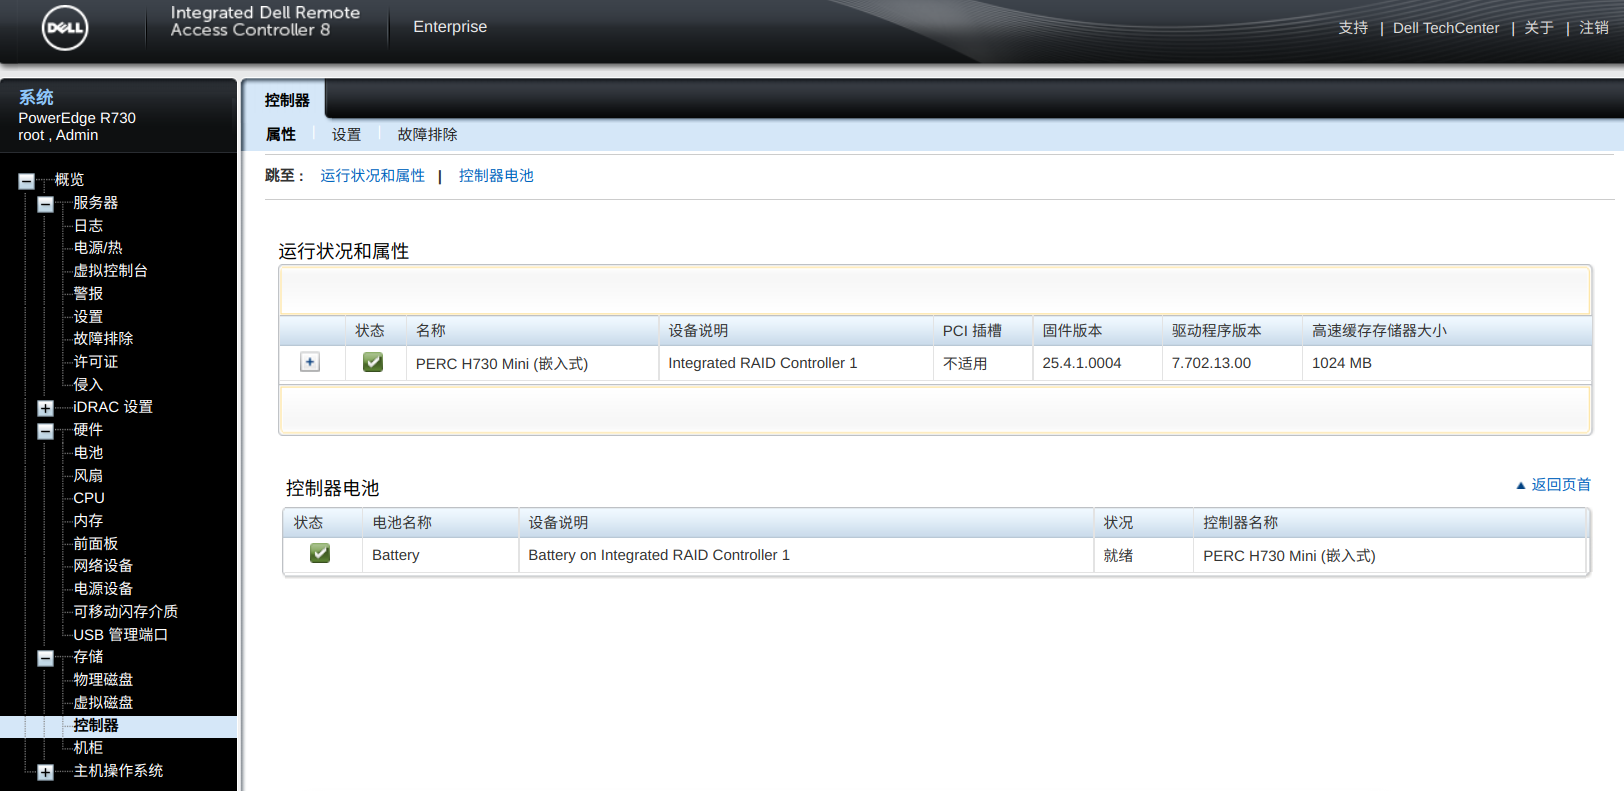 DELL
Integrated Dell Remote
Access Controller 8
Enterprise
支持 | Dell TechCenter | 关于 | 注销
系统
PowerEdge R730
root , Admin
概览
服务器
日志
电源/热
虚拟控制台
警报
设置
故障排除
许可证
侵入
iDRAC 设置
硬件
电池
风扇
CPU
内存
前面板
网络设备
电源设备
可移动闪存介质
USB 管理端口
存储
物理磁盘
虚拟磁盘
控制器
机柜
主机操作系统
控制器
属性 设置 故障排除
跳至： 运行状况和属性 | 控制器电池
运行状况和属性
状态 名称 设备说明 PCI 插槽 固件版本 驱动程序版本 高速缓存存储器大小
PERC H730 Mini (嵌入式) Integrated RAID Controller 1 不适用 25.4.1.0004 7.702.13.00 1024 MB
控制器电池
返回页首
状态 电池名称 设备说明 状况 控制器名称
Battery Battery on Integrated RAID Controller 1 就绪 PERC H730 Mini (嵌入式)